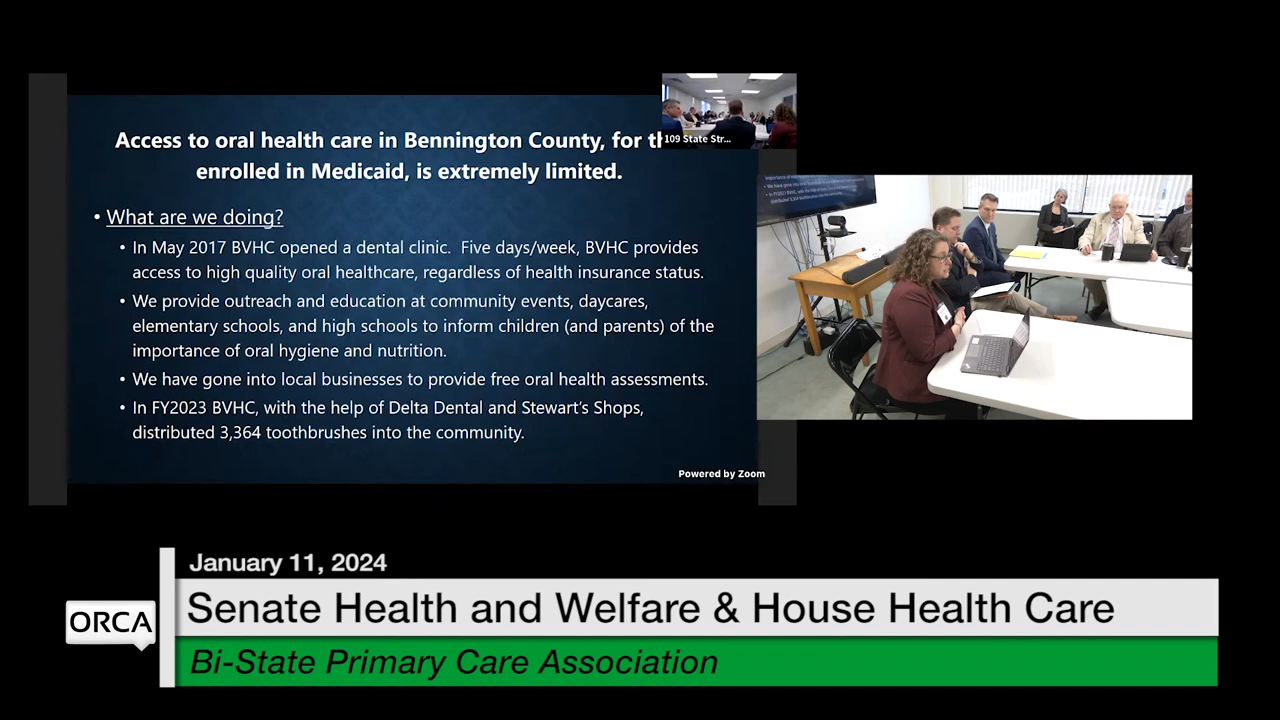 Access to oral health care in Bennington County, for th
enrolled in Medicaid, is extremely limited.
• What are we doing?
• In May 2017 BVHC opened a dental clinic. Five days/week, BVHC provides
access to high quality oral healthcare, regardless of health insurance status.
• We provide outreach and education at community events, daycares,
elementary schools, and high schools to inform children (and parents) of the
importance of oral hygiene and nutrition.
• We have gone into local businesses to provide free oral health assessments.
• In FY2023 BVHC, with the help of Delta Dental and Stewart's Shops,
distributed 3,364 toothbrushes into the community.
109 State Str...
Powered by Zoom
January 11, 2024
ORCA
Senate Health and Welfare & House Health Care
Bi-State Primary Care Association